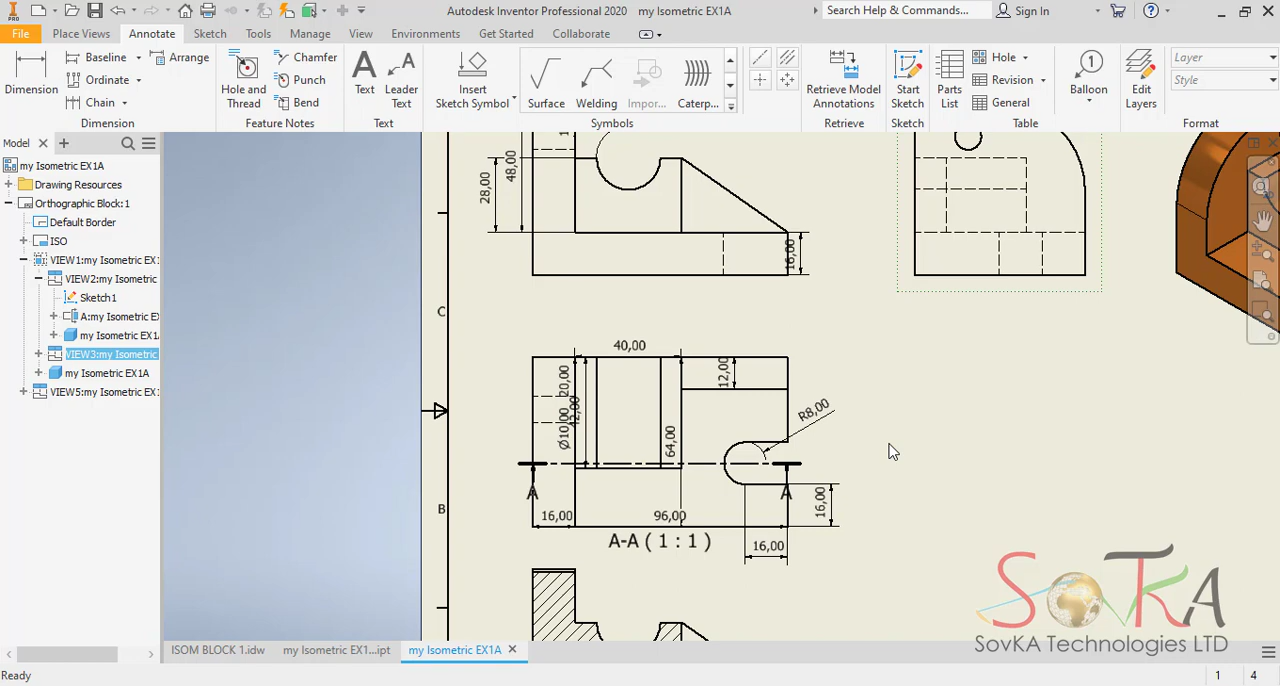 PRO
Autodesk Inventor Professional 2020 my Isometric EX1A
Search Help & Commands...
Sign In
File
Place Views
Annotate
Sketch
Tools
Manage
View
Environments
Get Started
Collaborate
Dimension
Baseline
Ordinate
Chain
Arrange
Hole and
Thread
Chamfer
Punch
Bend
Text
Leader
Text
Insert
Sketch Symbol
Surface
Welding
Impor...
Caterp...
Retrieve Model
Annotations
Start
Sketch
Parts
List
Hole
Revision
General
Balloon
Edit
Layers
Layer
Style
Dimension
Feature Notes
Text
Symbols
Retrieve
Sketch
Table
Format
Model
my Isometric EX1A
Drawing Resources
Orthographic Block:1
Default Border
ISO
VIEW1:my Isometric EX
VIEW2:my Isometric
Sketch1
A:my Isometric EX
my Isometric EX1A
VIEW3:my Isometric
my Isometric EX1A
VIEW5:my Isometric EX
28,00
48,00
16,00
C
40,00
20,00
12,00
R8,00
Ø10,00
42,00
64,00
A
A
B
16,00
96,00
16,00
16,00
A-A ( 1 : 1 )
SOVKA
SovKA Technologies LTD
ISOM BLOCK 1.idw
my Isometric EX1...ipt
my Isometric EX1A
Ready
1
4